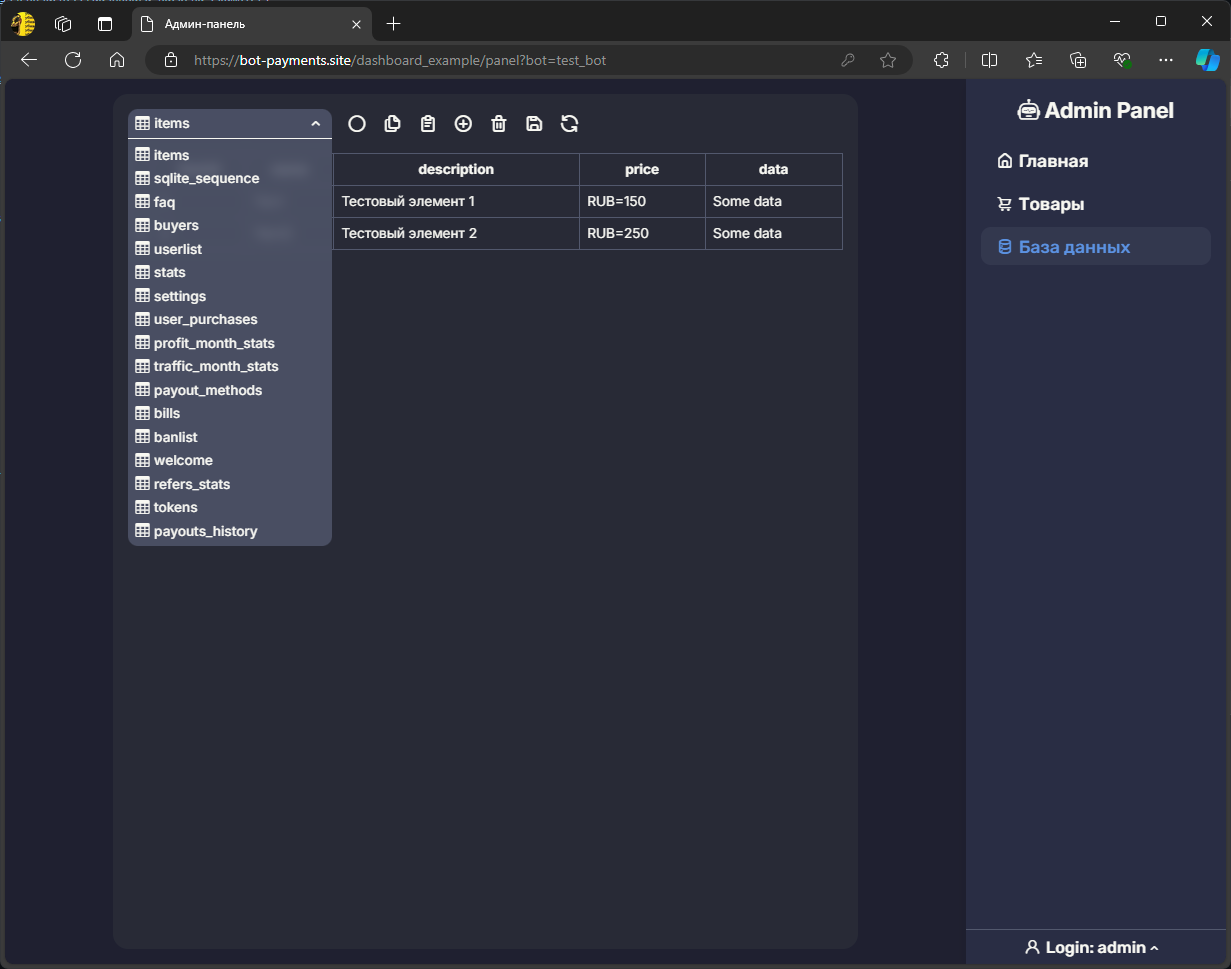 Админ-панель
https://bot-payments.site/dashboard_example/panel?bot=test_bot
items
description price data
Тестовый элемент 1 RUB=150 Some data
Тестовый элемент 2 RUB=250 Some data
items
sqlite_sequence
faq
buyers
userlist
stats
settings
user_purchases
profit_month_stats
traffic_month_stats
payout_methods
bills
banlist
welcome
refers_stats
tokens
payouts_history
Admin Panel
Главная
Товары
База данных
Login: admin